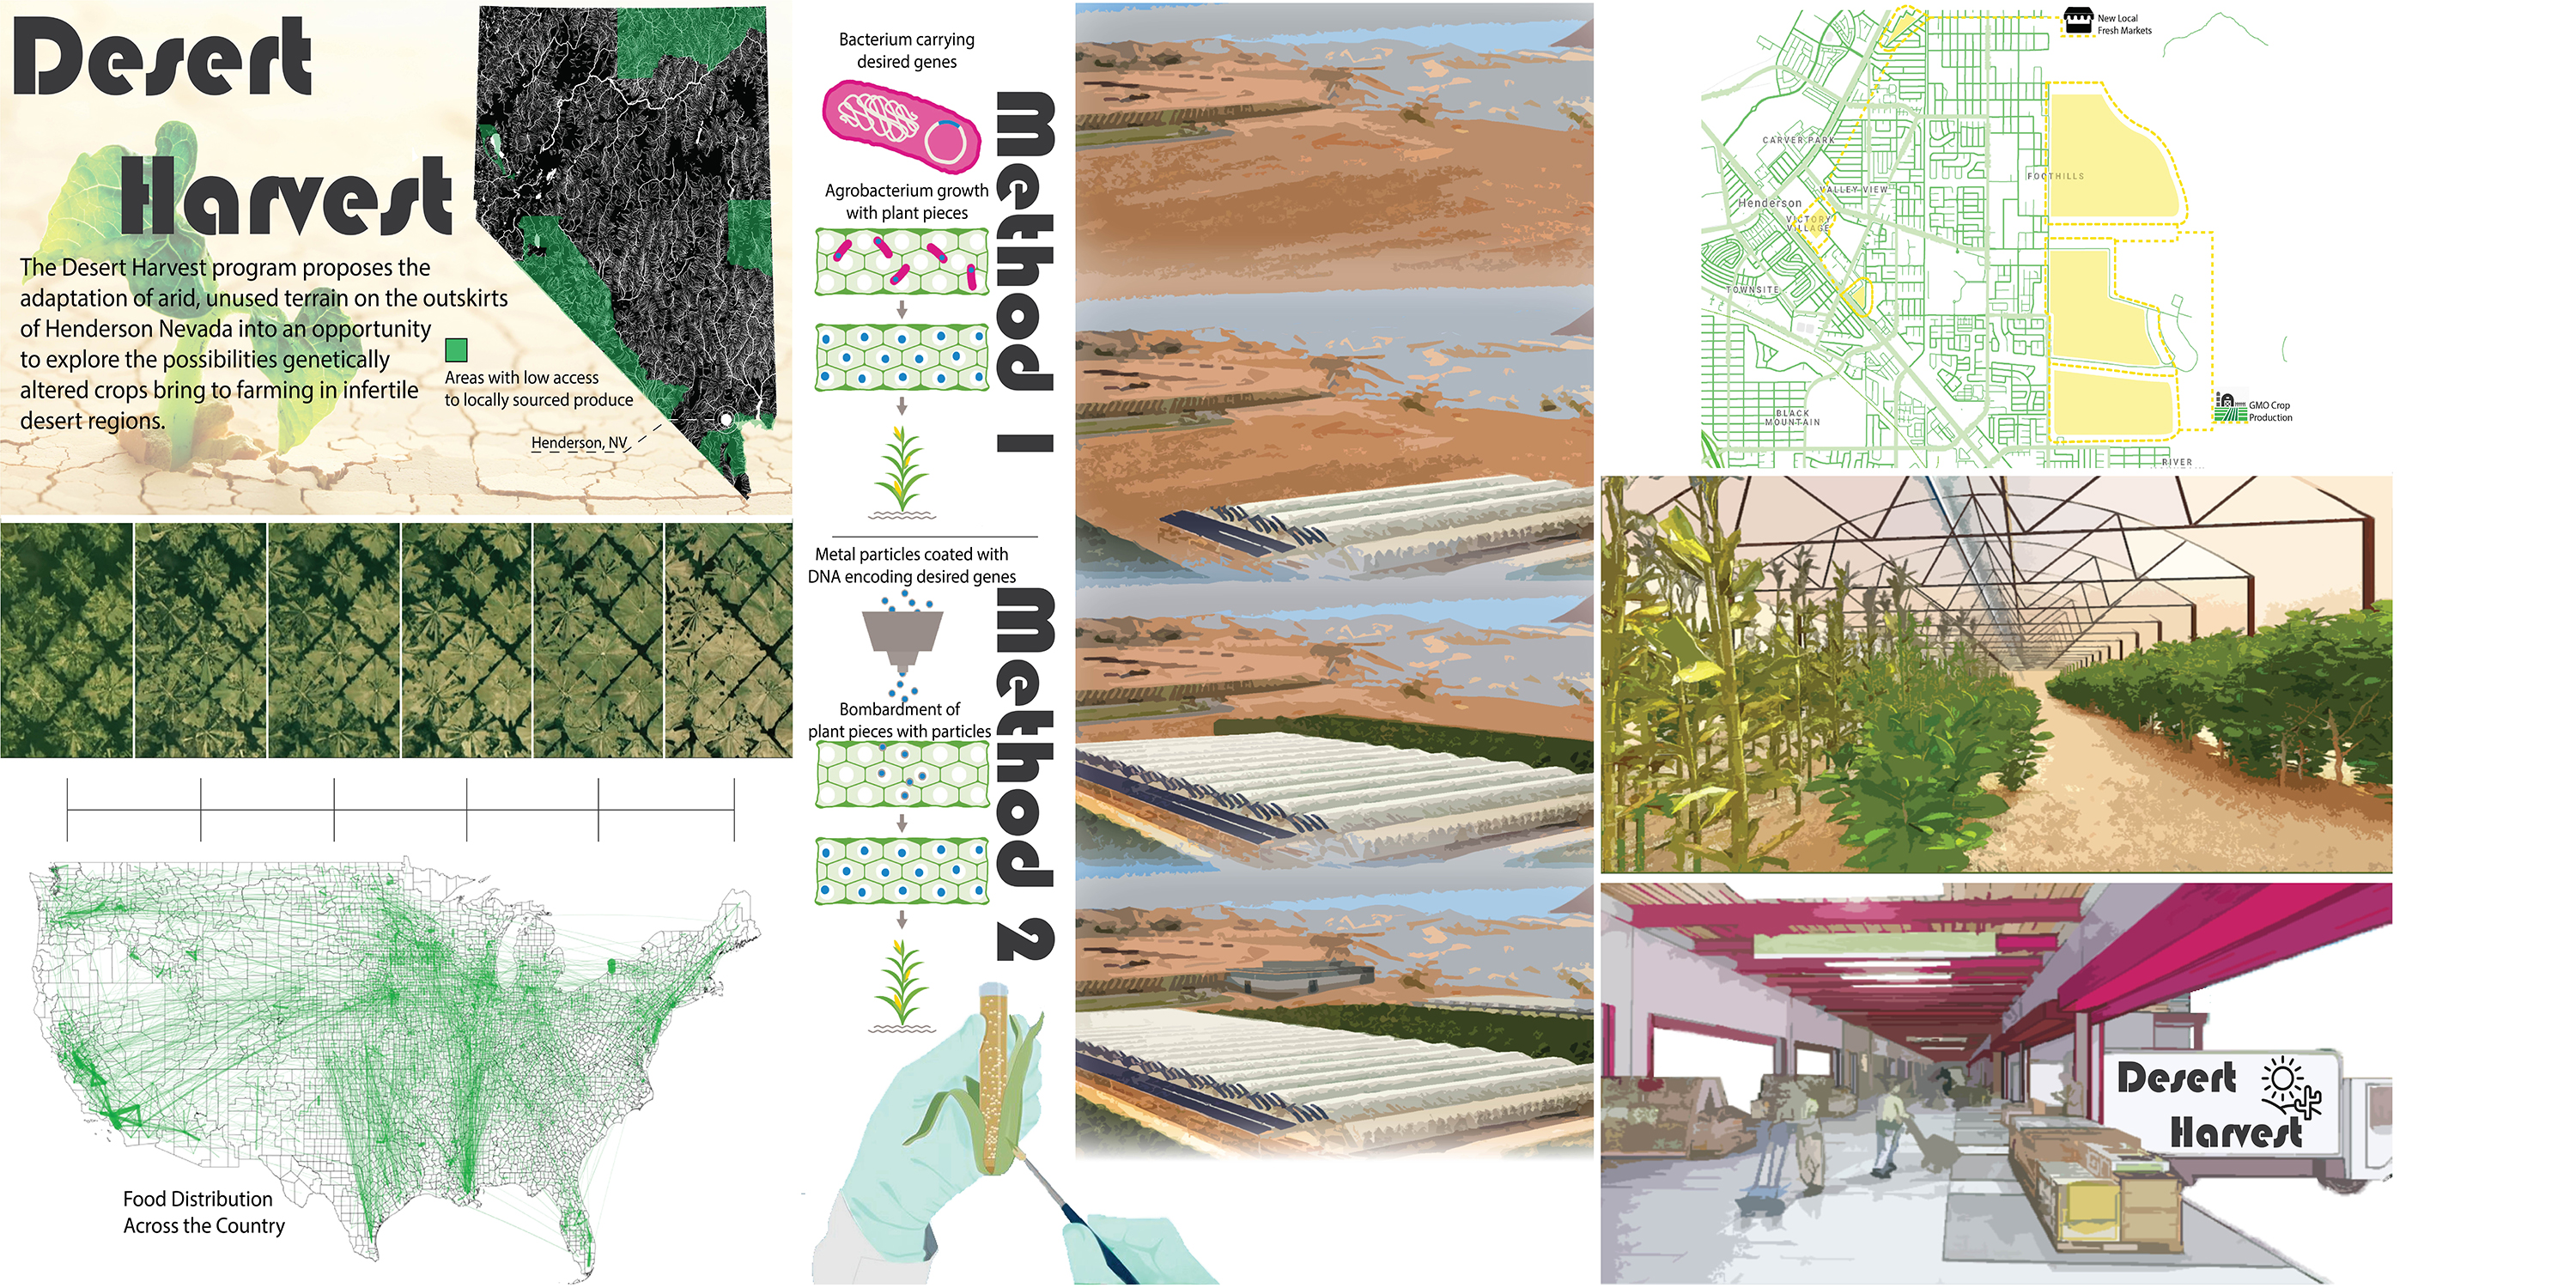 Desert
Harvest
The Desert Harvest program proposes the
adaptation of arid, unused terrain on the outskirts
of Henderson Nevada into an opportunity
to explore the possibilities genetically
altered crops bring to farming in infertile
desert regions.
Areas with low access
to locally sourced produce
Henderson, NV
Food Distribution
Across the Country
Bacterium carrying
desired genes
Agrobacterium growth
with plant pieces
Method 1
Metal particles coated with
DNA encoding desired genes
Bombardment of
plant pieces with particles
Method 2
New Local
Fresh Markets
CARVER PARK
FOOTHILLS
VALLEY VIEW
Henderson
VICTORY
VILLAGE
TOWNSITE
BLACK
MOUNTAIN
GMO Crop
Production
RIVER
Desert
Harvest